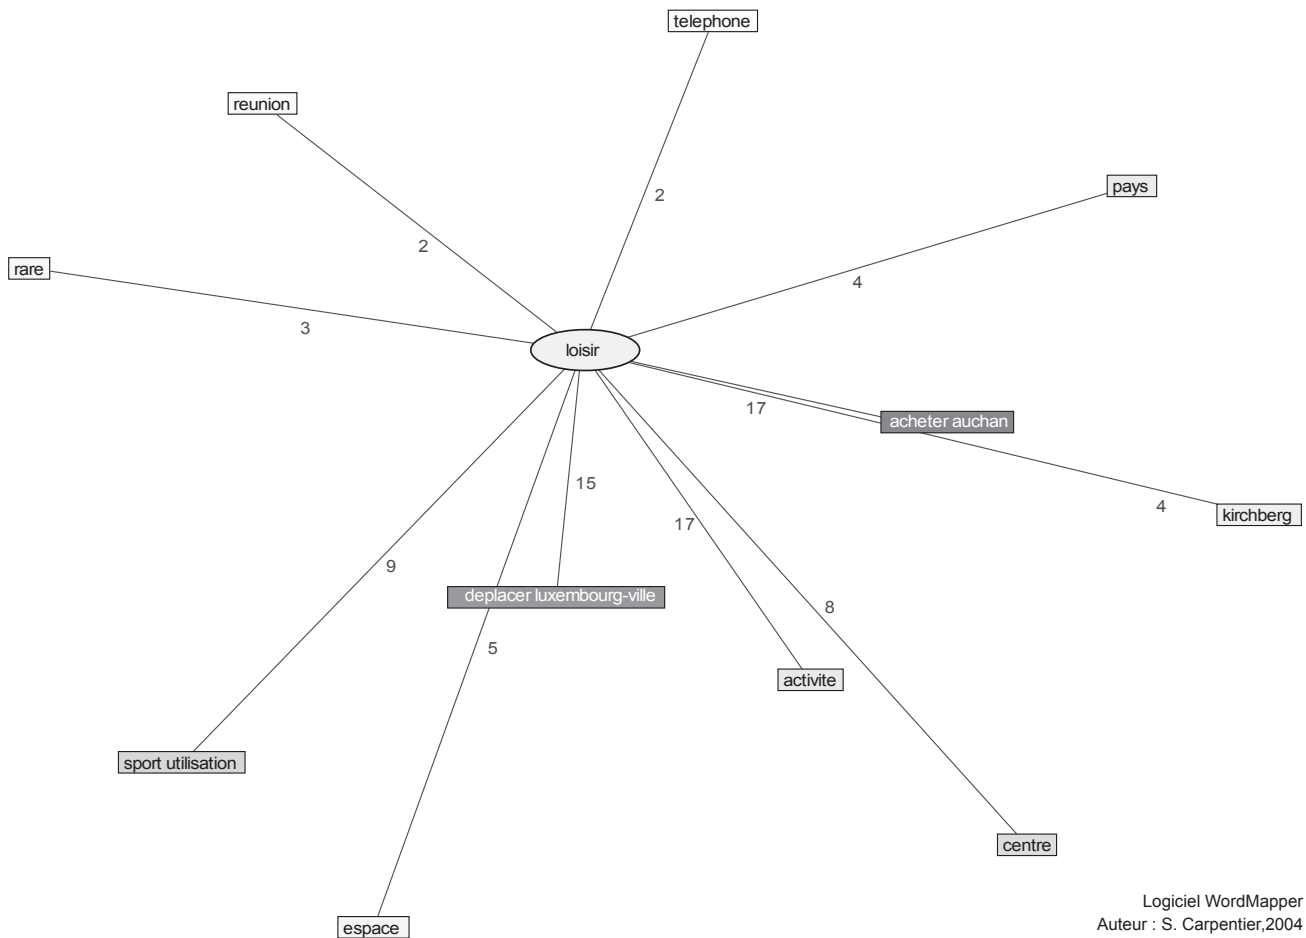 telephone
reunion
pays
2
2
rare
4
3
loisir
17
acheter auchan
15
4
kirchberg
17
9
deplacer luxembourg-ville
8
5
activite
sport utilisation
centre
Logiciel WordMapper
espace
Auteur : S. Carpentier,2004